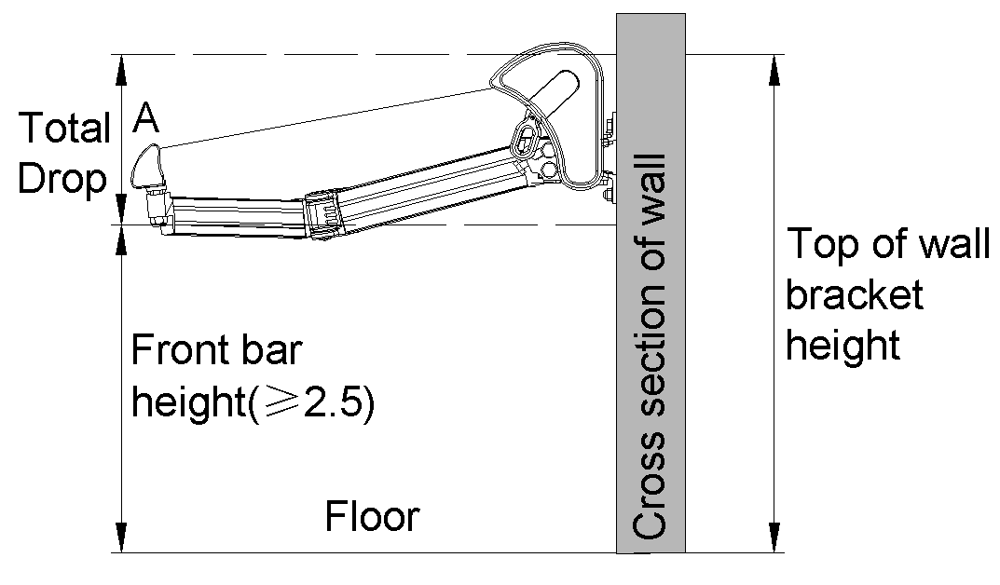 Total
Drop
A
Front bar
height(≥2.5)
Floor
Cross section of wall
Top of wall
bracket
height